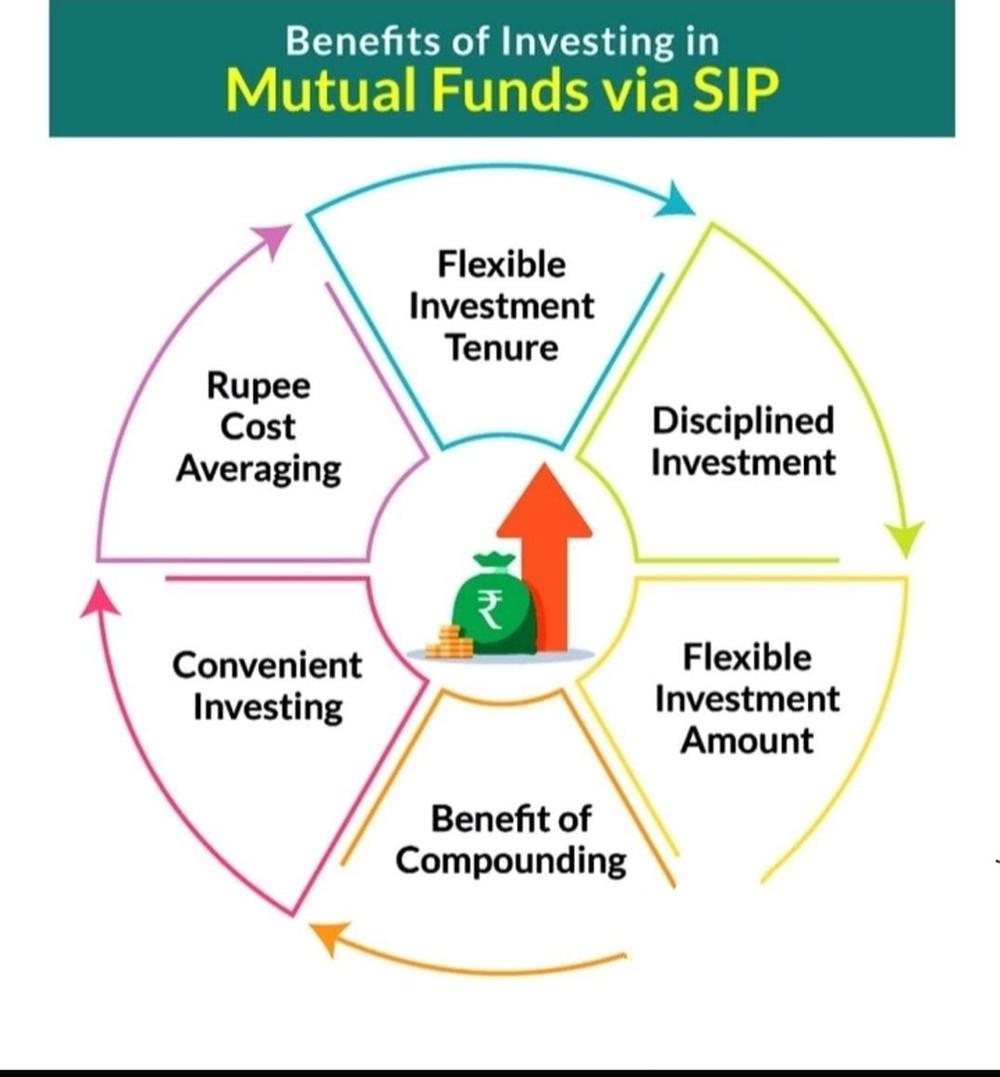 Benefits of Investing in
Mutual Funds via SIP
Flexible
Investment
Tenure
Disciplined
Investment
Flexible
Investment
Amount
Benefit of
Compounding
Convenient
Investing
Rupee
Cost
Averaging
₹